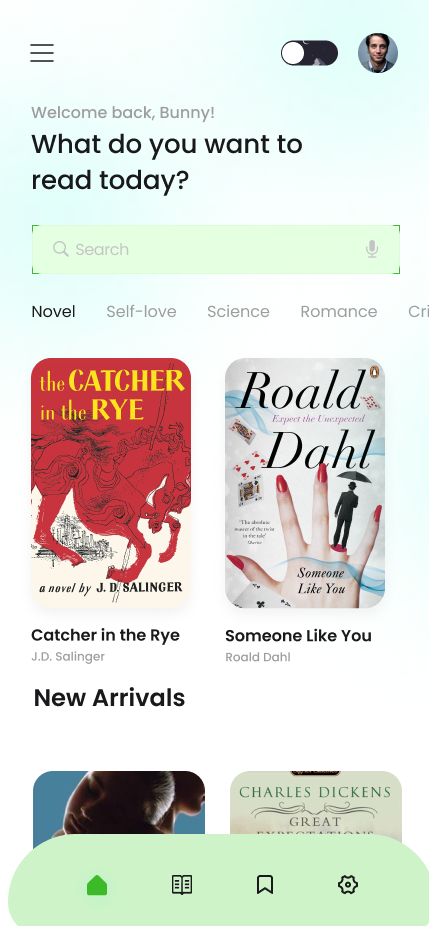 Welcome back, Bunny!
What do you want to
read today?
Search
Novel Self-love Science Romance Cri
the CATCHER
in the RYE
a novel by J. D. SALINGER
Roald
Expect the Unexpected
Dahl
'The absolute
master of the twist
in the tale'
Someone
Like You
Catcher in the Rye
J.D. Salinger
Someone Like You
Roald Dahl
New Arrivals
CHARLES DICKENS
GREAT
EXPECTATIONS